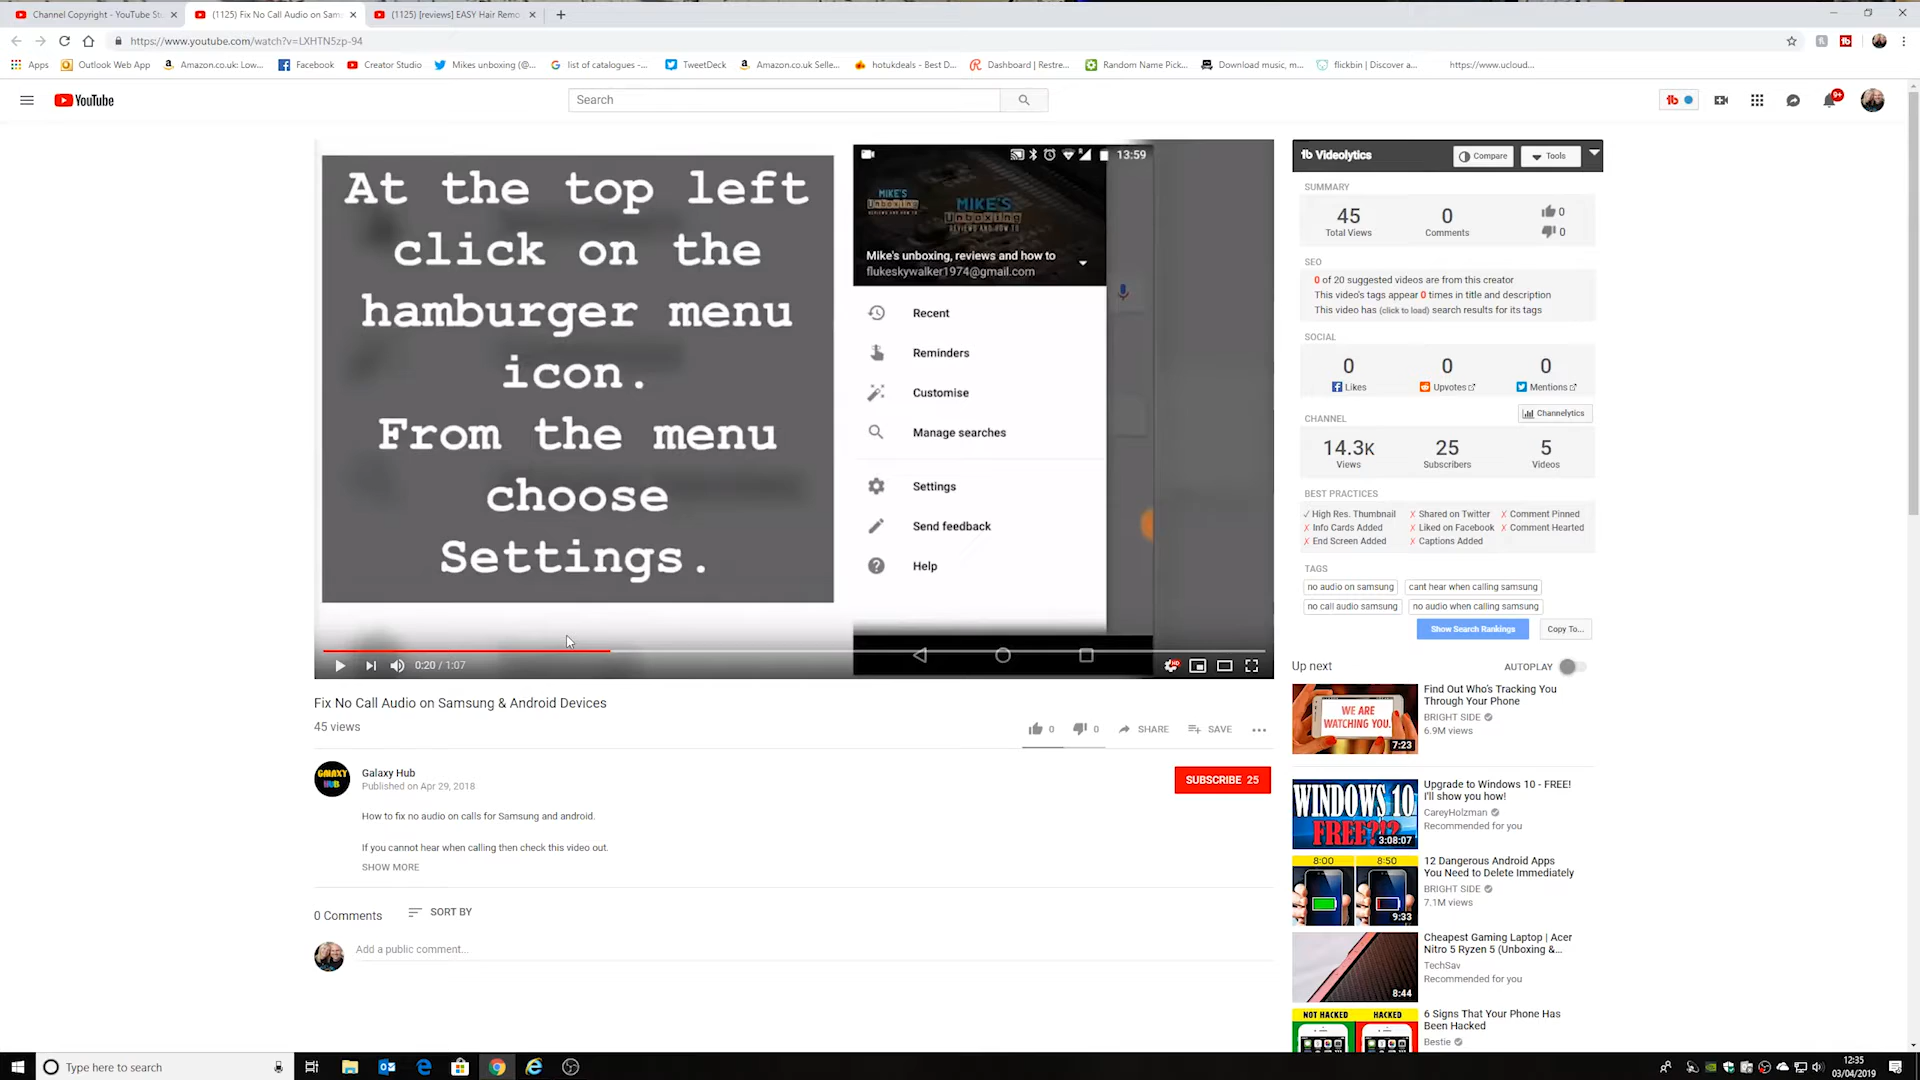 Channel Copyright - YouTube St
(1125) Fix No Call Audio on Sam
(1125) [reviews] EASY Hair Remo
https://www.youtube.com/watch?v=LXHTN5zp-94
Apps
Outlook Web App
Amazon.co.uk: Low...
Facebook
Creator Studio
Mikes unboxing (@...
list of catalogues -...
TweetDeck
Amazon.co.uk Selle...
hotukdeals - Best D...
Dashboard | Restre...
Random Name Pick...
Download music, m...
flickbin | Discover a...
https://www.ucloud...
YouTube
Search
tb
9+
At the top left
click on the
hamburger menu
icon.
From the menu
choose
Settings.
13:59
MIKE'S
Unboxing
REVIEWS AND HOW TO
MIKE'S
Unboxing
REVIEWS AND HOW TO
Mike's unboxing, reviews and how to
flukeskywalker1974@gmail.com
Recent
Reminders
Customise
Manage searches
Settings
Send feedback
Help
0:20 / 1:07
HD
Fix No Call Audio on Samsung & Android Devices
45 views
0
0
SHARE
SAVE
GALAXY
HUB
Galaxy Hub
Published on Apr 29, 2018
SUBSCRIBE 25
How to fix no audio on calls for Samsung and android.
If you cannot hear when calling then check this video out.
SHOW MORE
0 Comments
SORT BY
Add a public comment...
tb Videolytics
Compare
Tools
SUMMARY
45
Total Views
0
Comments
0
0
SEO
0 of 20 suggested videos are from this creator
This video's tags appear 0 times in title and description
This video has (click to load) search results for its tags
SOCIAL
0
Likes
0
Upvotes
0
Mentions
CHANNEL
Channelytics
14.3K
Views
25
Subscribers
5
Videos
BEST PRACTICES
✓ High Res. Thumbnail
✗ Shared on Twitter
✗ Comment Pinned
✗ Info Cards Added
✗ Liked on Facebook
✗ Comment Hearted
✗ End Screen Added
✗ Captions Added
TAGS
no audio on samsung
cant hear when calling samsung
no call audio samsung
no audio when calling samsung
Show Search Rankings
Copy To...
Up next
AUTOPLAY
WE ARE
WATCHING YOU.
7:23
Find Out Who's Tracking You
Through Your Phone
BRIGHT SIDE
6.9M views
WINDOWS 10
FREE?!?
3:08:07
Upgrade to Windows 10 - FREE!
I'll show you how!
CareyHolzman
Recommended for you
8:00
8:50
9:33
12 Dangerous Android Apps
You Need to Delete Immediately
BRIGHT SIDE
7.1M views
8:44
Cheapest Gaming Laptop | Acer
Nitro 5 Ryzen 5 (Unboxing &...
TechSav
Recommended for you
NOT HACKED
HACKED
6 Signs That Your Phone Has
Been Hacked
Bestie
Type here to search
12:35
03/04/2019